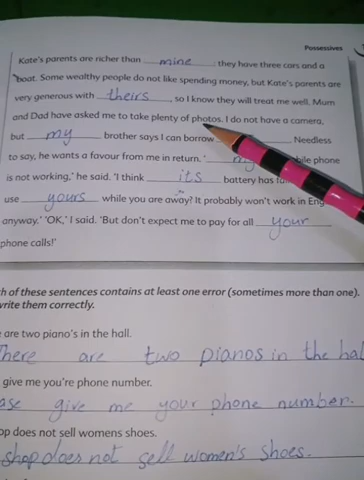 Possessives
Kate's parents are richer than mine : they have three cars and a
boat. Some wealthy people do not like spending money, but Kate's parents are
very generous with theirs , so I know they will treat me well. Mum
and Dad have asked me to take plenty of photos. I do not have a camera,
but my brother says I can borrow Needless
to say, he wants a favour from me in return. ' phone
is not working,' he said. 'I think its battery has
use yours while you are away? It probably won't work in
anyway.' 'OK,' I said. 'But don't expect me to pay for all your
phone calls!'
of these sentences contains at least one error (sometimes more than one).
write them correctly.
are two piano's in the hall.
There are two pianos in the
give me you're phone number.
give me your phone number.
does not sell womens shoes.
shop does not sell women's shoes.